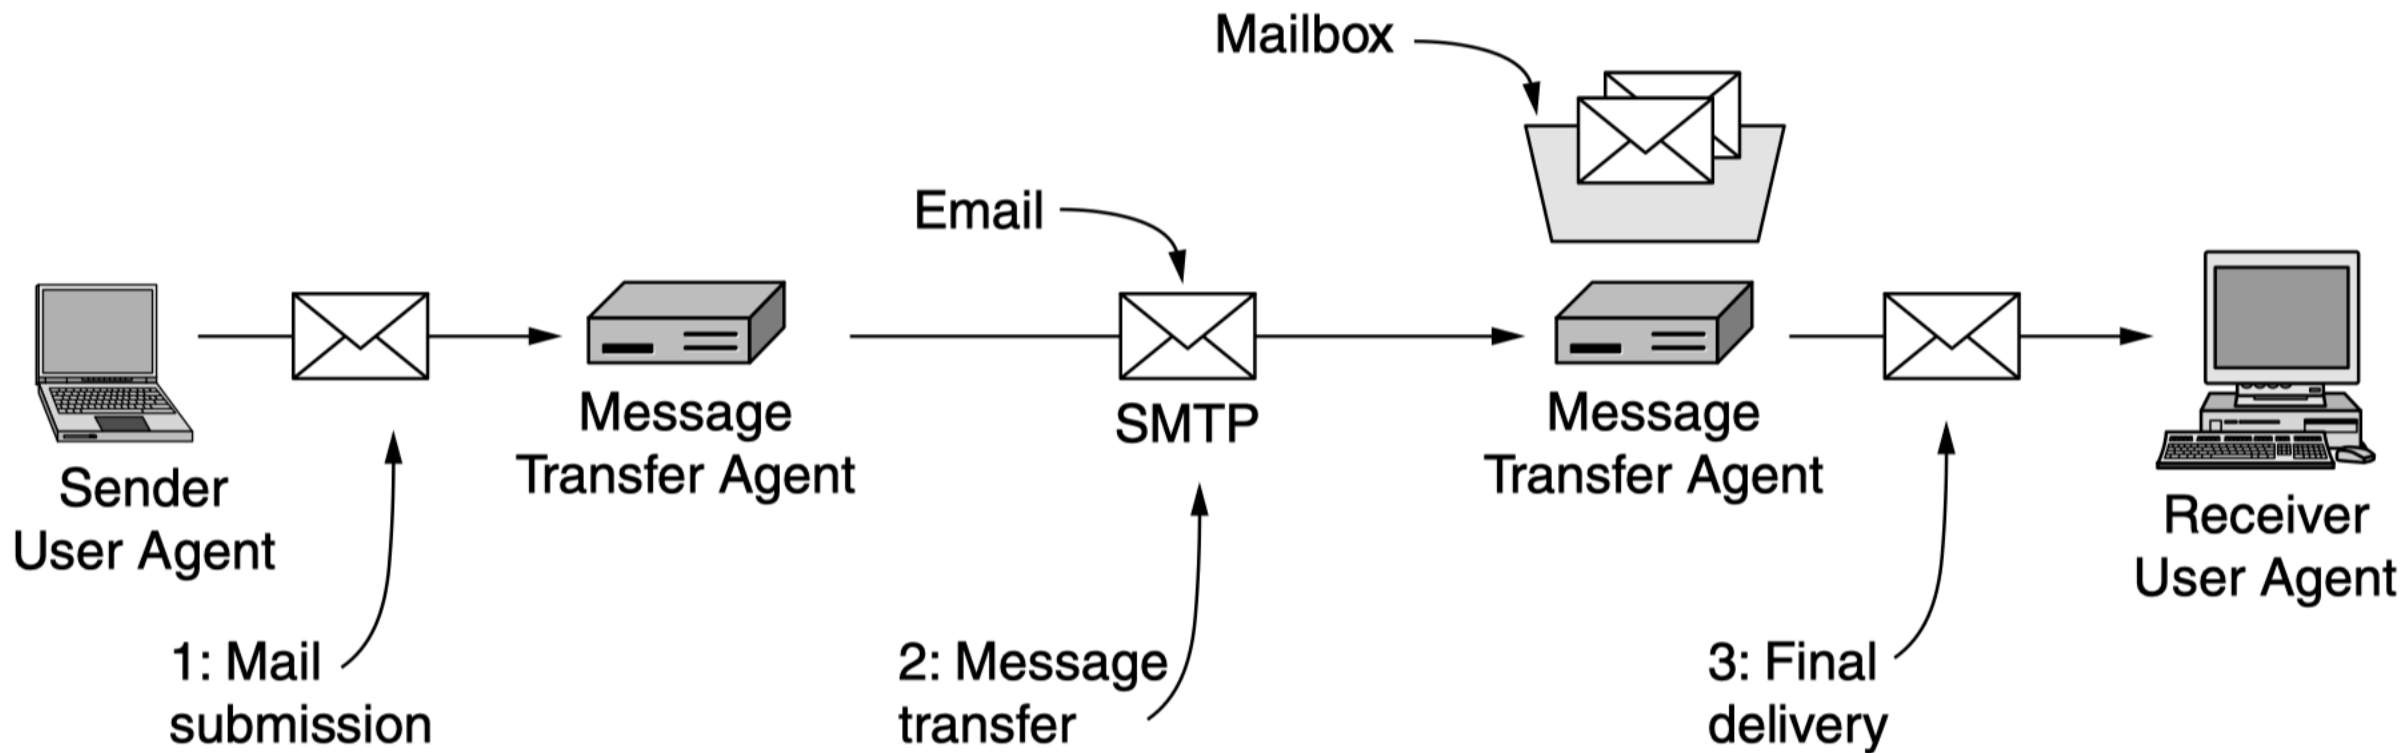 Mailbox
Email
SMTP
Message
Transfer Agent
Message
Transfer Agent
Sender
User Agent
Receiver
User Agent
1: Mail
submission
2: Message
transfer
3: Final
delivery